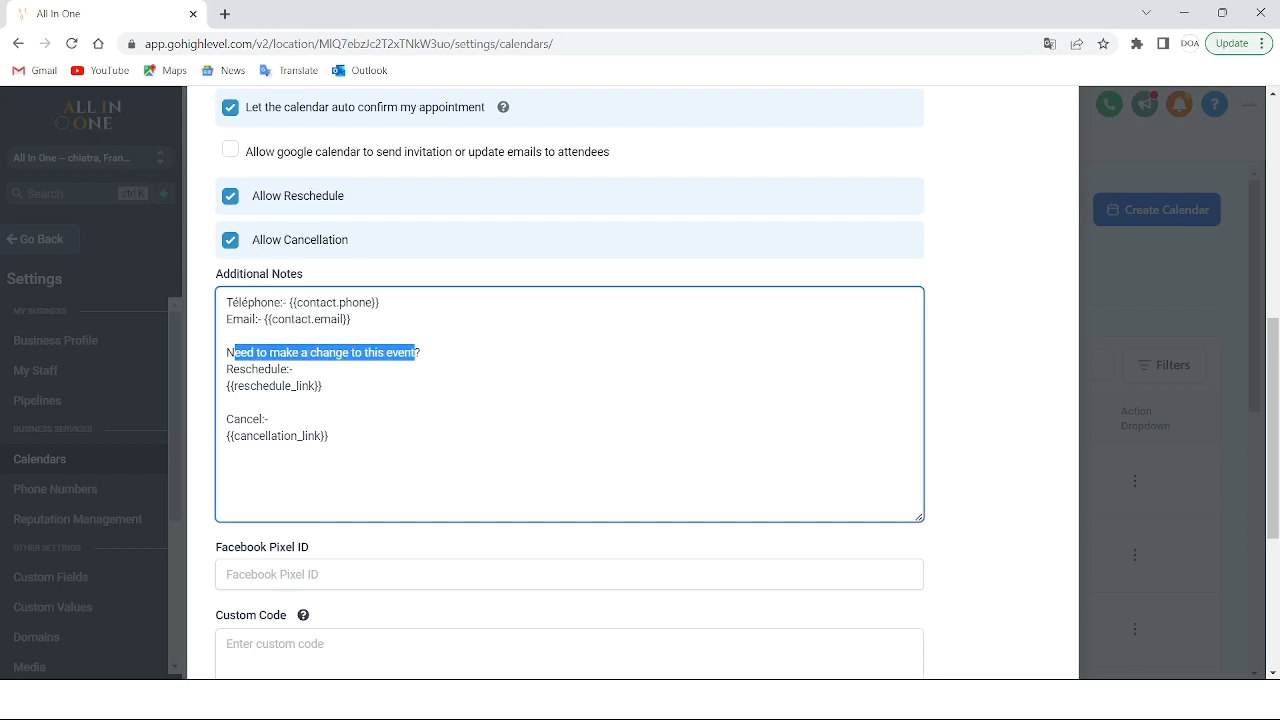 All In One
app.gohighlevel.com/v2/location/MIQ7ebzJc2T2xTNkW3so/settings/calendars/
DOA
Update
Gmail
YouTube
Maps
News
Translate
Outlook
ALL IN
ONE
All In One – chiatra, Fran...
Search
ctrl K
Go Back
Settings
MY BUSINESS
Business Profile
My Staff
Pipelines
BUSINESS SERVICES
Calendars
Phone Numbers
Reputation Management
OTHER SETTINGS
Custom Fields
Custom Values
Domains
Media
Let the calendar auto confirm my appointment
Allow google calendar to send invitation or update emails to attendees
Allow Reschedule
Allow Cancellation
Additional Notes
Téléphone:- {{contact.phone}}
Email:- {{contact.email}}
Need to make a change to this event?
Reschedule:-
{{reschedule_link}}
Cancel:-
{{cancellation_link}}
Facebook Pixel ID
Facebook Pixel ID
Custom Code
Enter custom code
Create Calendar
Filters
Action
Dropdown